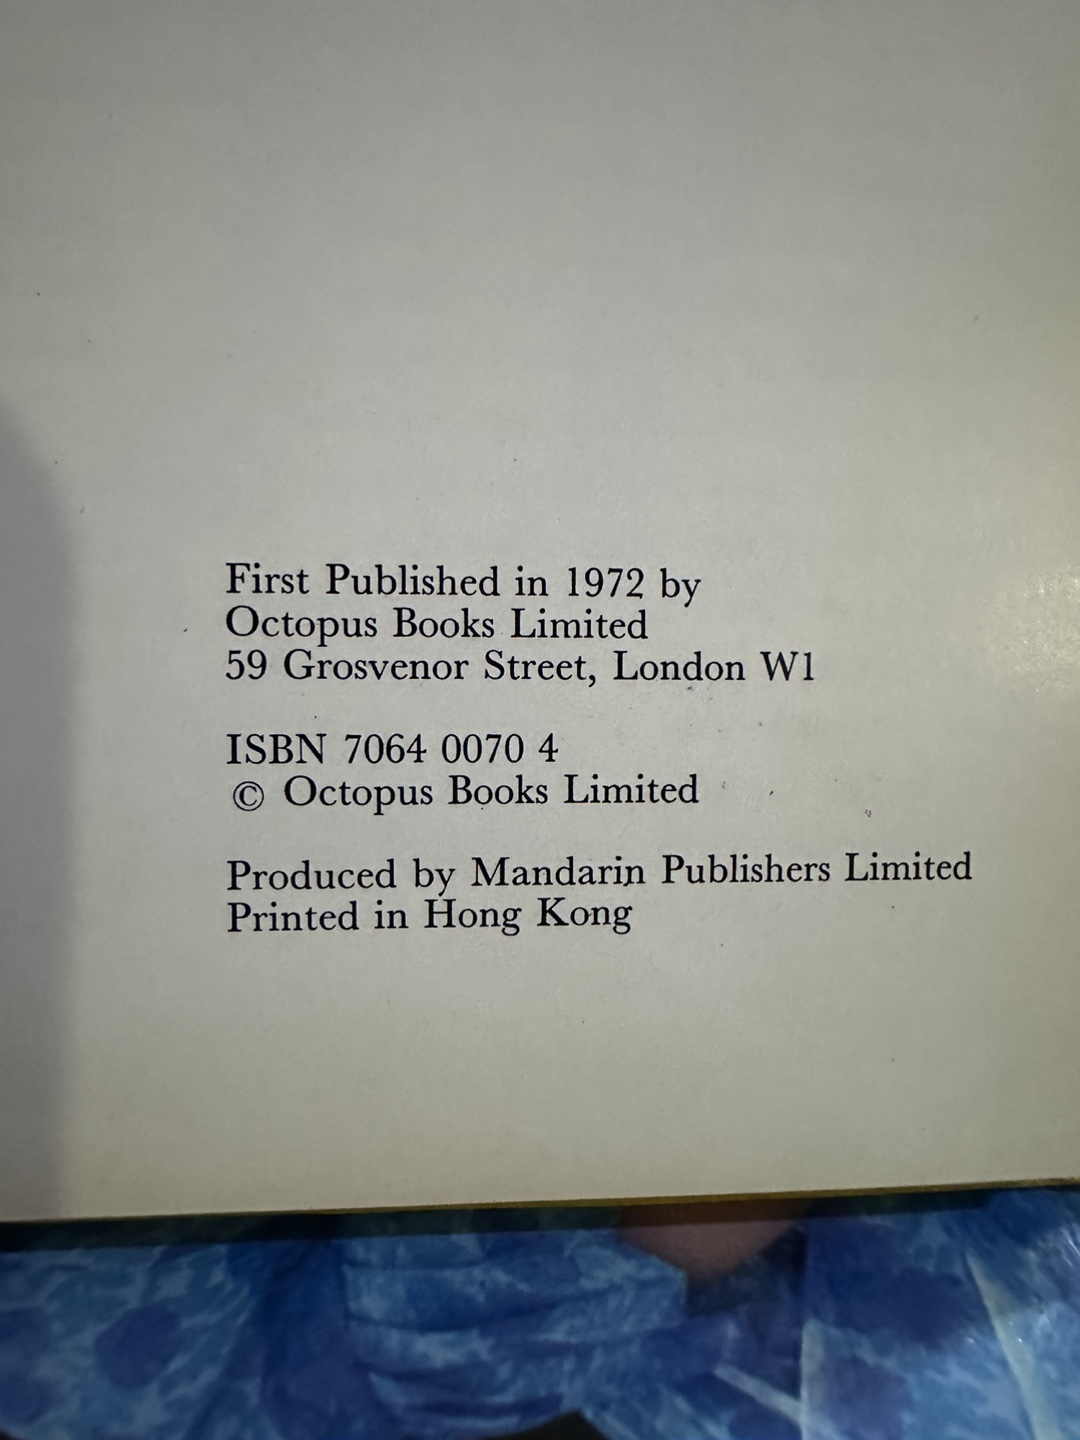 First Published in 1972 by
Octopus Books Limited
59 Grosvenor Street, London W1
ISBN 7064 0070 4
© Octopus Books Limited
Produced by Mandarin Publishers Limited
Printed in Hong Kong